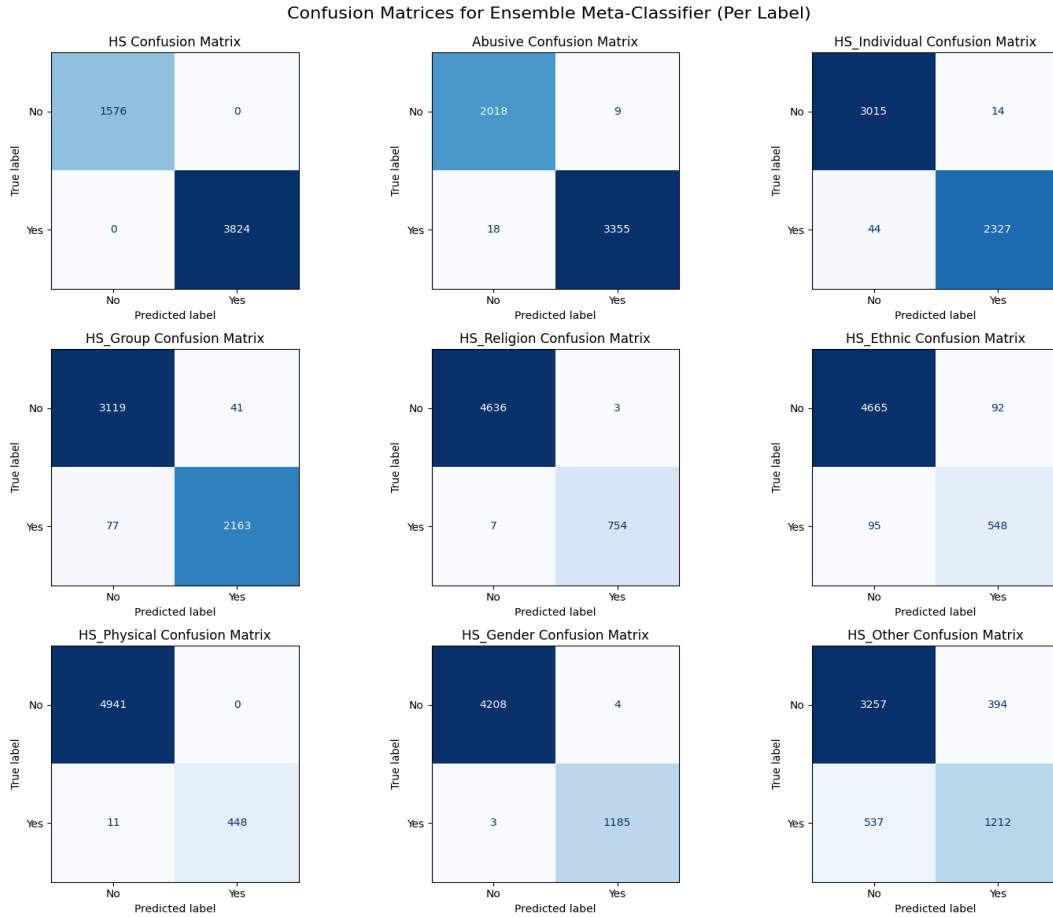 Confusion Matrices for Ensemble Meta-Classifier (Per Label)
HS Confusion Matrix
No
1576
0
True label
Yes
0
3824
No
Yes
Predicted label
Abusive Confusion Matrix
No
2018
9
True label
Yes
18
3355
No
Yes
Predicted label
HS_Individual Confusion Matrix
No
3015
14
True label
Yes
44
2327
No
Yes
Predicted label
HS_Group Confusion Matrix
No
3119
41
True label
Yes
77
2163
No
Yes
Predicted label
HS_Religion Confusion Matrix
No
4636
3
True label
Yes
7
754
No
Yes
Predicted label
HS_Ethnic Confusion Matrix
No
4665
92
True label
Yes
95
548
No
Yes
Predicted label
HS_Physical Confusion Matrix
No
4941
0
True label
Yes
11
448
No
Yes
Predicted label
HS_Gender Confusion Matrix
No
4208
4
True label
Yes
3
1185
No
Yes
Predicted label
HS_Other Confusion Matrix
No
3257
394
True label
Yes
537
1212
No
Yes
Predicted label